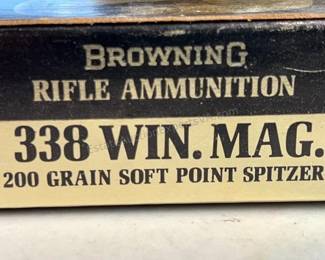 BROWNING
RIFLE AMMUNITION
338 WIN. MAG.
200 GRAIN SOFT POINT SPITZER